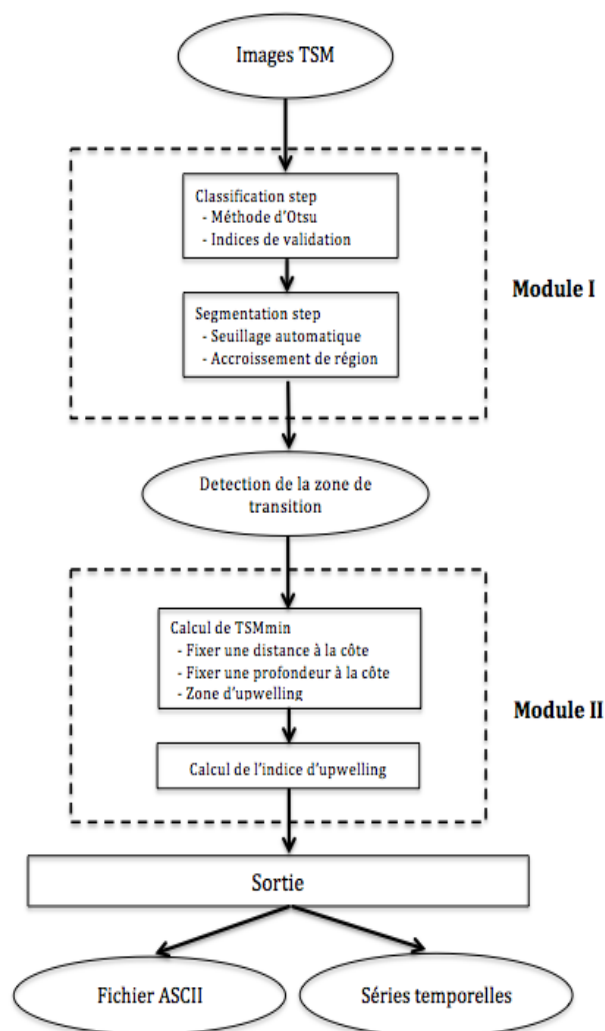 Images TSM
Classification step
- Méthode d'Otsu
- Indices de validation
Segmentation step
- Seuillage automatique
- Accroissement de région
Module I
Detection de la zone de
transition
Calcul de TSMmin
- Fixer une distance à la côte
- Fixer une profondeur à la côte
- Zone d'upwelling
Calcul de l'indice d'upwelling
Module II
Sortie
Fichier ASCII
Séries temporelles